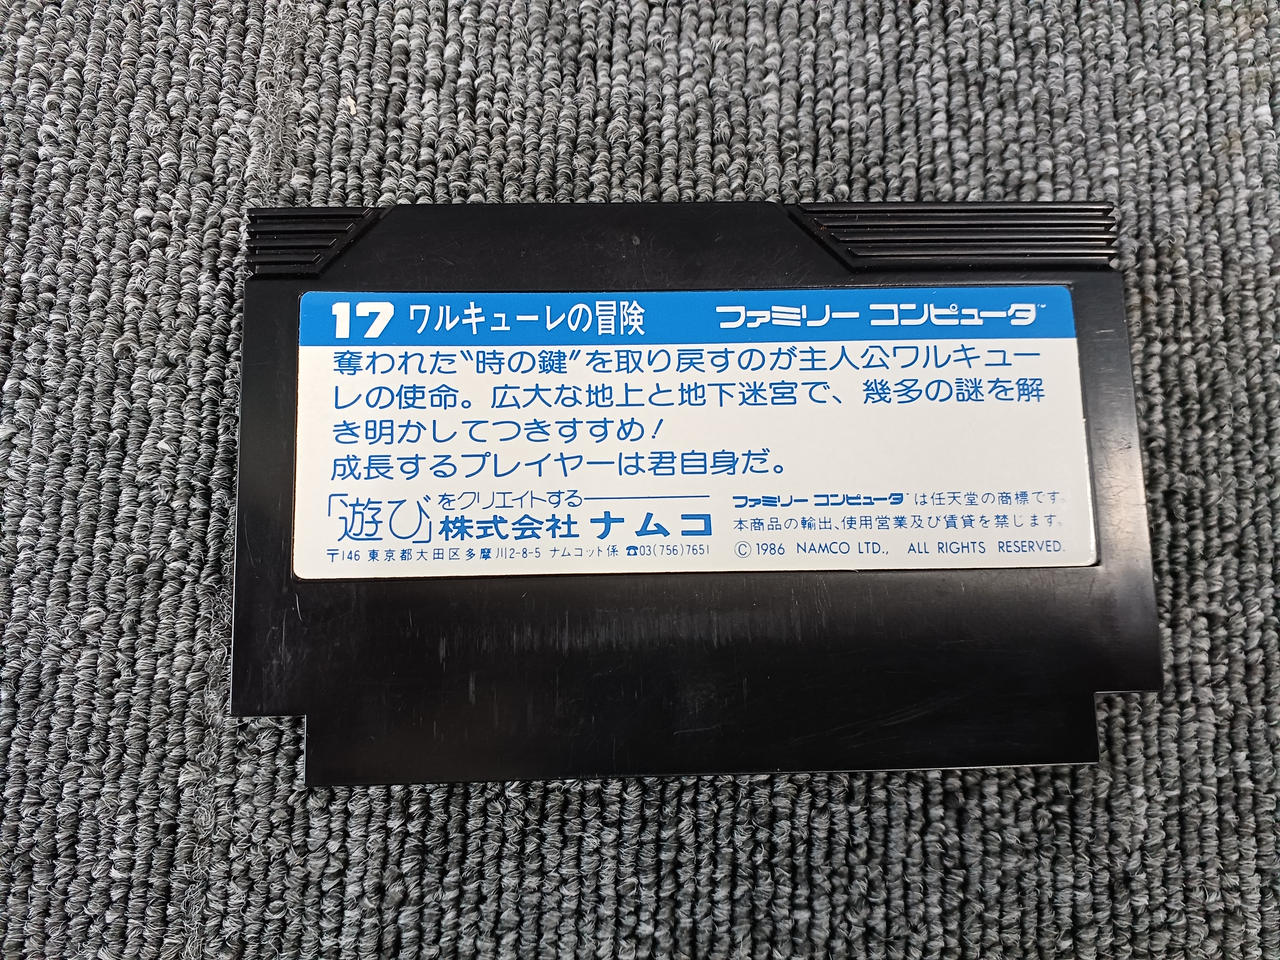 17 ワルキューレの冒険 ファミリー コンピュータ™
奪われた〝時の鍵〟を取り戻すのが主人公ワルキュー
レの使命。広大な地上と地下迷宮で、幾多の謎を解
き明かしてつきすすめ!
成長するプレイヤーは君自身だ。
「遊び」をクリエイトする
株式会社 ナムコ
〒146 東京都大田区多摩川2-8-5 ナムコット係 ☎03(756)7651
ファミリー コンピュータ™は任天堂の商標です。
本商品の輸出、使用営業及び賃貸を禁じます。
Ⓒ1986 NAMCO LTD., ALL RIGHTS RESERVED.